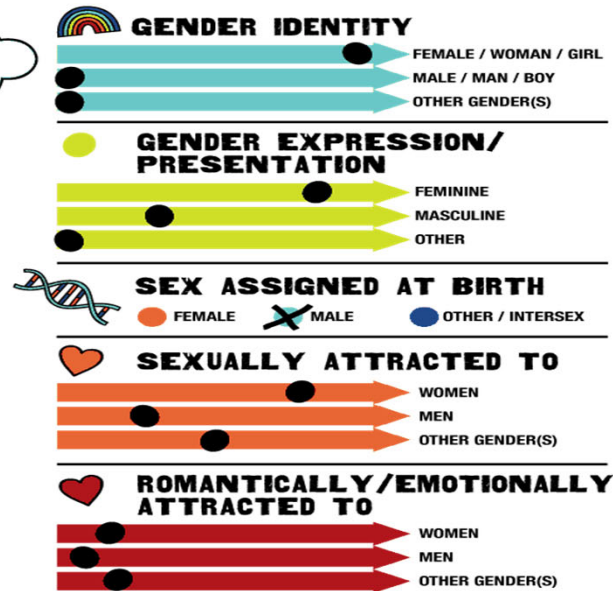 GENDER IDENTITY
FEMALE / WOMAN / GIRL
MALE / MAN / BOY
OTHER GENDER(S)
GENDER EXPRESSION/
PRESENTATION
FEMININE
MASCULINE
OTHER
SEX ASSIGNED AT BIRTH
FEMALE MALE OTHER / INTERSEX
SEXUALLY ATTRACTED TO
WOMEN
MEN
OTHER GENDER(S)
ROMANTICALLY/EMOTIONALLY
ATTRACTED TO
WOMEN
MEN
OTHER GENDER(S)